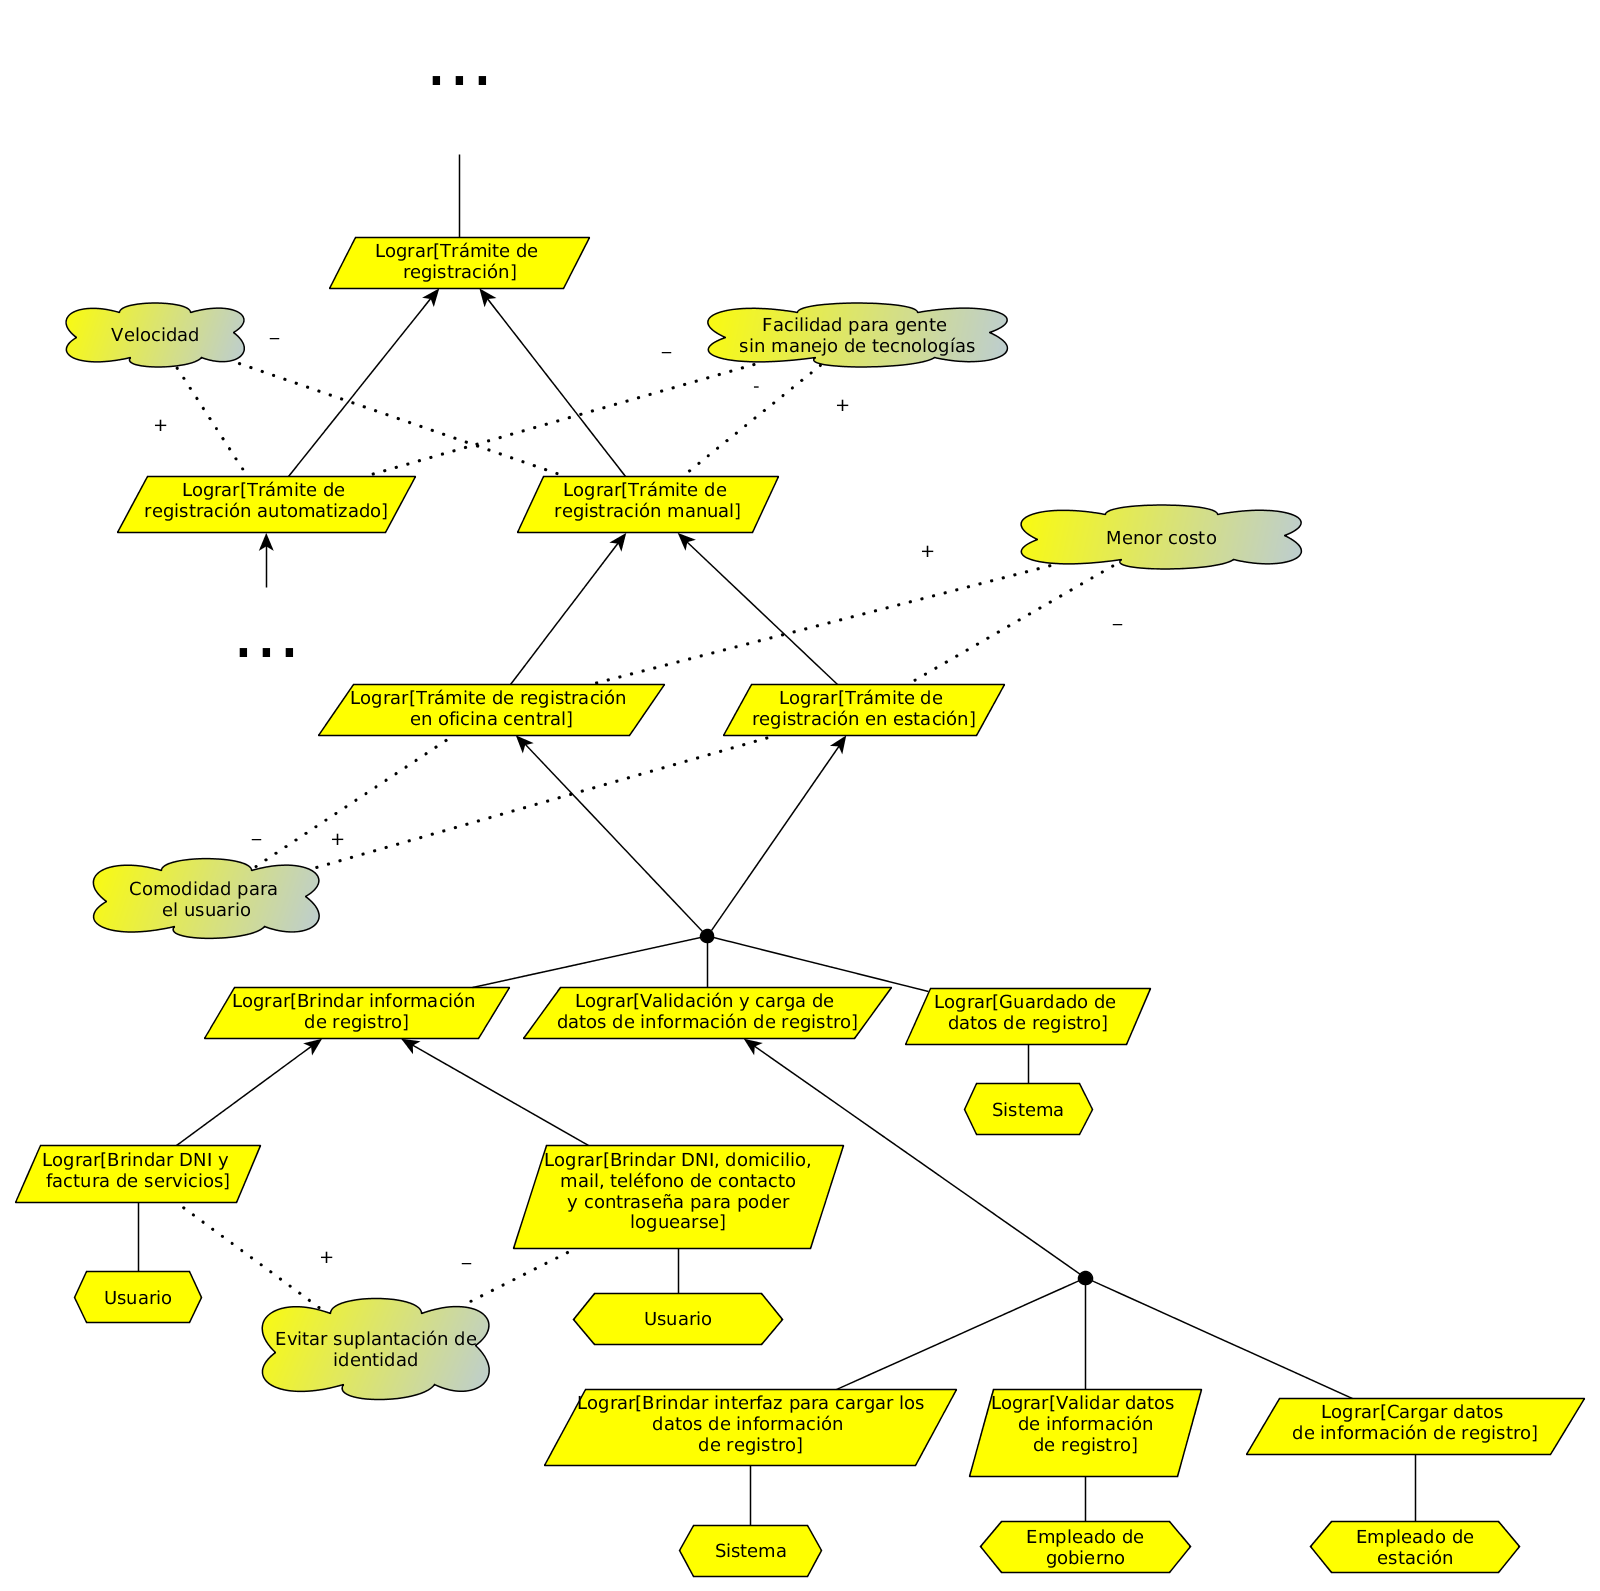 ...
Lograr[Trámite de
registración]
Velocidad
–
–
Facilidad para gente
sin manejo de tecnologías
-
+
+
Lograr[Trámite de
registración automatizado]
Lograr[Trámite de
registración manual]
Menor costo
+
–
...
Lograr[Trámite de registración
en oficina central]
Lograr[Trámite de
registración en estación]
–
+
Comodidad para
el usuario
Lograr[Brindar información
de registro]
Lograr[Validación y carga de
datos de información de registro]
Lograr[Guardado de
datos de registro]
Sistema
Lograr[Brindar DNI y
factura de servicios]
Lograr[Brindar DNI, domicilio,
mail, teléfono de contacto
y contraseña para poder
loguearse]
+
–
Usuario
Usuario
Evitar suplantación de
identidad
Lograr[Brindar interfaz para cargar los
datos de información
de registro]
Lograr[Validar datos
de información
de registro]
Lograr[Cargar datos
de información de registro]
Sistema
Empleado de
gobierno
Empleado de
estación